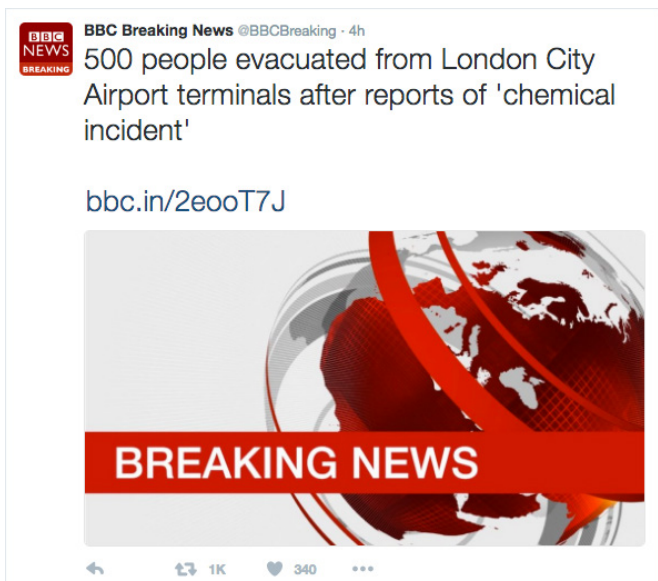 BBC
NEWS
BREAKING
BBC Breaking News @BBCBreaking · 4h
500 people evacuated from London City
Airport terminals after reports of 'chemical
incident'
bbc.in/2eooT7J
BREAKING NEWS
1K 340